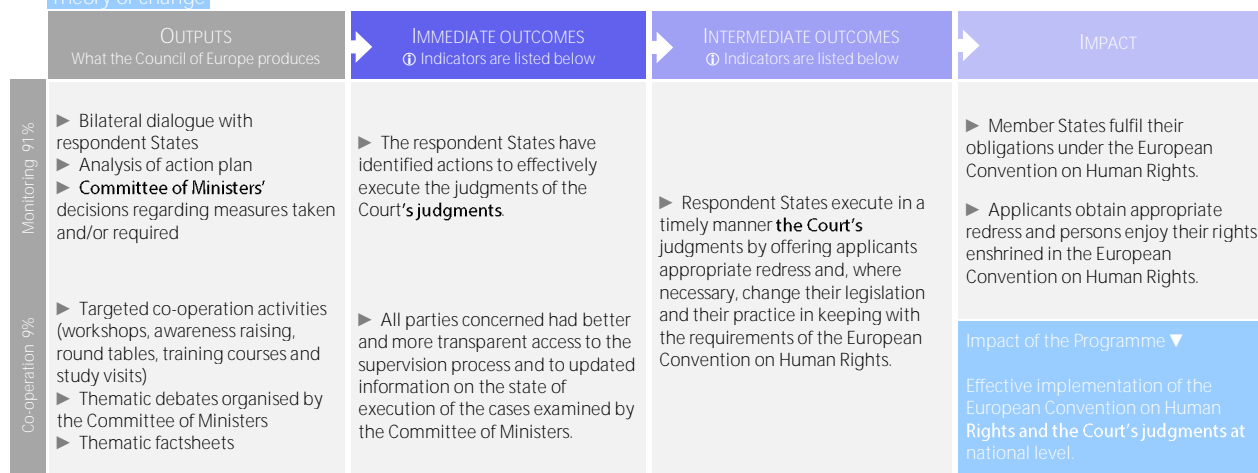 Theory of change
OUTPUTS
What the Council of Europe produces
IMMEDIATE OUTCOMES
ⓘ Indicators are listed below
INTERMEDIATE OUTCOMES
ⓘ Indicators are listed below
IMPACT
Monitoring 91%
► Bilateral dialogue with
respondent States
► Analysis of action plan
► Committee of Ministers’
decisions regarding measures taken
and/or required
► The respondent States have
identified actions to effectively
execute the judgments of the
Court’s judgments.
Co-operation 9%
► Targeted co-operation activities
(workshops, awareness raising,
round tables, training courses and
study visits)
► Thematic debates organised by
the Committee of Ministers
► Thematic factsheets
► All parties concerned had better
and more transparent access to the
supervision process and to updated
information on the state of
execution of the cases examined by
the Committee of Ministers.
► Respondent States execute in a
timely manner the Court’s
judgments by offering applicants
appropriate redress and, where
necessary, change their legislation
and their practice in keeping with
the requirements of the European
Convention on Human Rights.
► Member States fulfil their
obligations under the European
Convention on Human Rights.
► Applicants obtain appropriate
redress and persons enjoy their rights
enshrined in the European
Convention on Human Rights.
Impact of the Programme ▼
Effective implementation of the
European Convention on Human
Rights and the Court’s judgments at
national level.